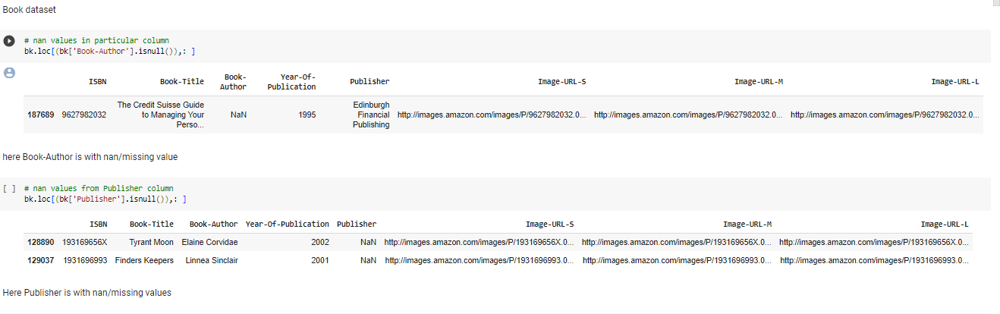 Book dataset
# nan values in particular column
bk.loc[(bk['Book-Author'].isnull()),: ]
ISBN Book-Title Book-Author Year-Of-Publication Publisher Image-URL-S Image-URL-M Image-URL-L
187689 9627982032 The Credit Suisse Guide to Managing Your Perso... NaN 1995 Edinburgh Financial Publishing http://images.amazon.com/images/P/9627982032.0... http://images.amazon.com/images/P/9627982032.0... http://images.amazon.com/images/P/9627982032.0...
here Book-Author is with nan/missing value
[ ] # nan values from Publisher column
bk.loc[(bk['Publisher'].isnull()),: ]
ISBN Book-Title Book-Author Year-Of-Publication Publisher Image-URL-S Image-URL-M Image-URL-L
128890 193169656X Tyrant Moon Elaine Corvidae 2002 NaN http://images.amazon.com/images/P/193169656X.0... http://images.amazon.com/images/P/193169656X.0... http://images.amazon.com/images/P/193169656X.0...
129037 1931696993 Finders Keepers Linnea Sinclair 2001 NaN http://images.amazon.com/images/P/1931696993.0... http://images.amazon.com/images/P/1931696993.0... http://images.amazon.com/images/P/1931696993.0...
Here Publisher is with nan/missing values